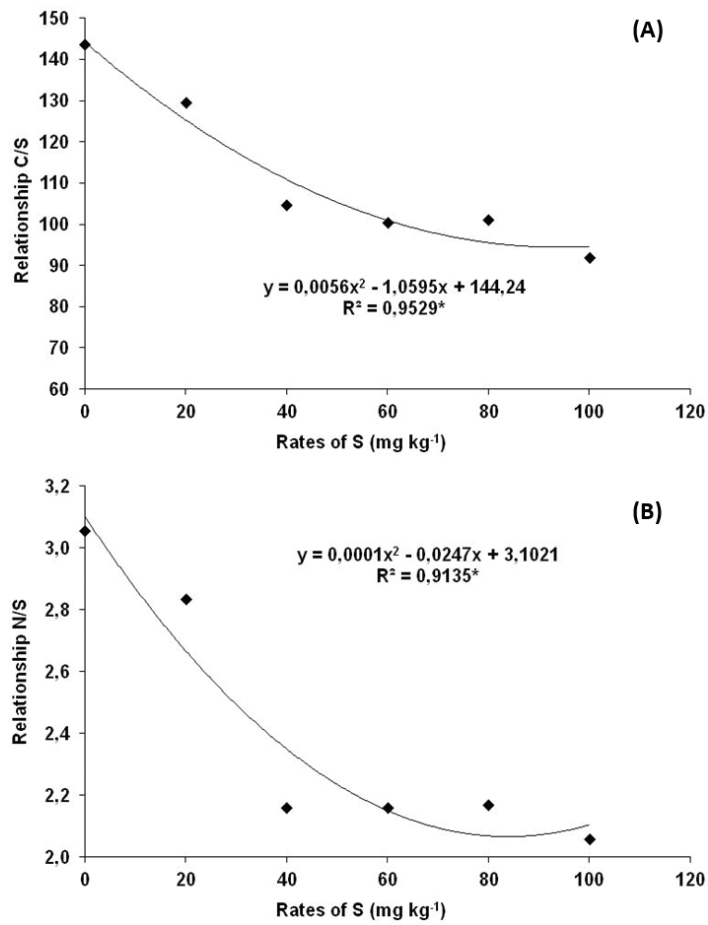 (A)
150
140
130
120
110
100
90
80
70
60
Relationship C/S
y = 0,0056x² - 1,0595x + 144,24
R² = 0,9529*
0 20 40 60 80 100 120
Rates of S (mg kg⁻¹)
(B)
3,2
3,0
2,8
2,6
2,4
2,2
2,0
Relationship N/S
y = 0,0001x² - 0,0247x + 3,1021
R² = 0,9135*
0 20 40 60 80 100 120
Rates of S (mg kg⁻¹)